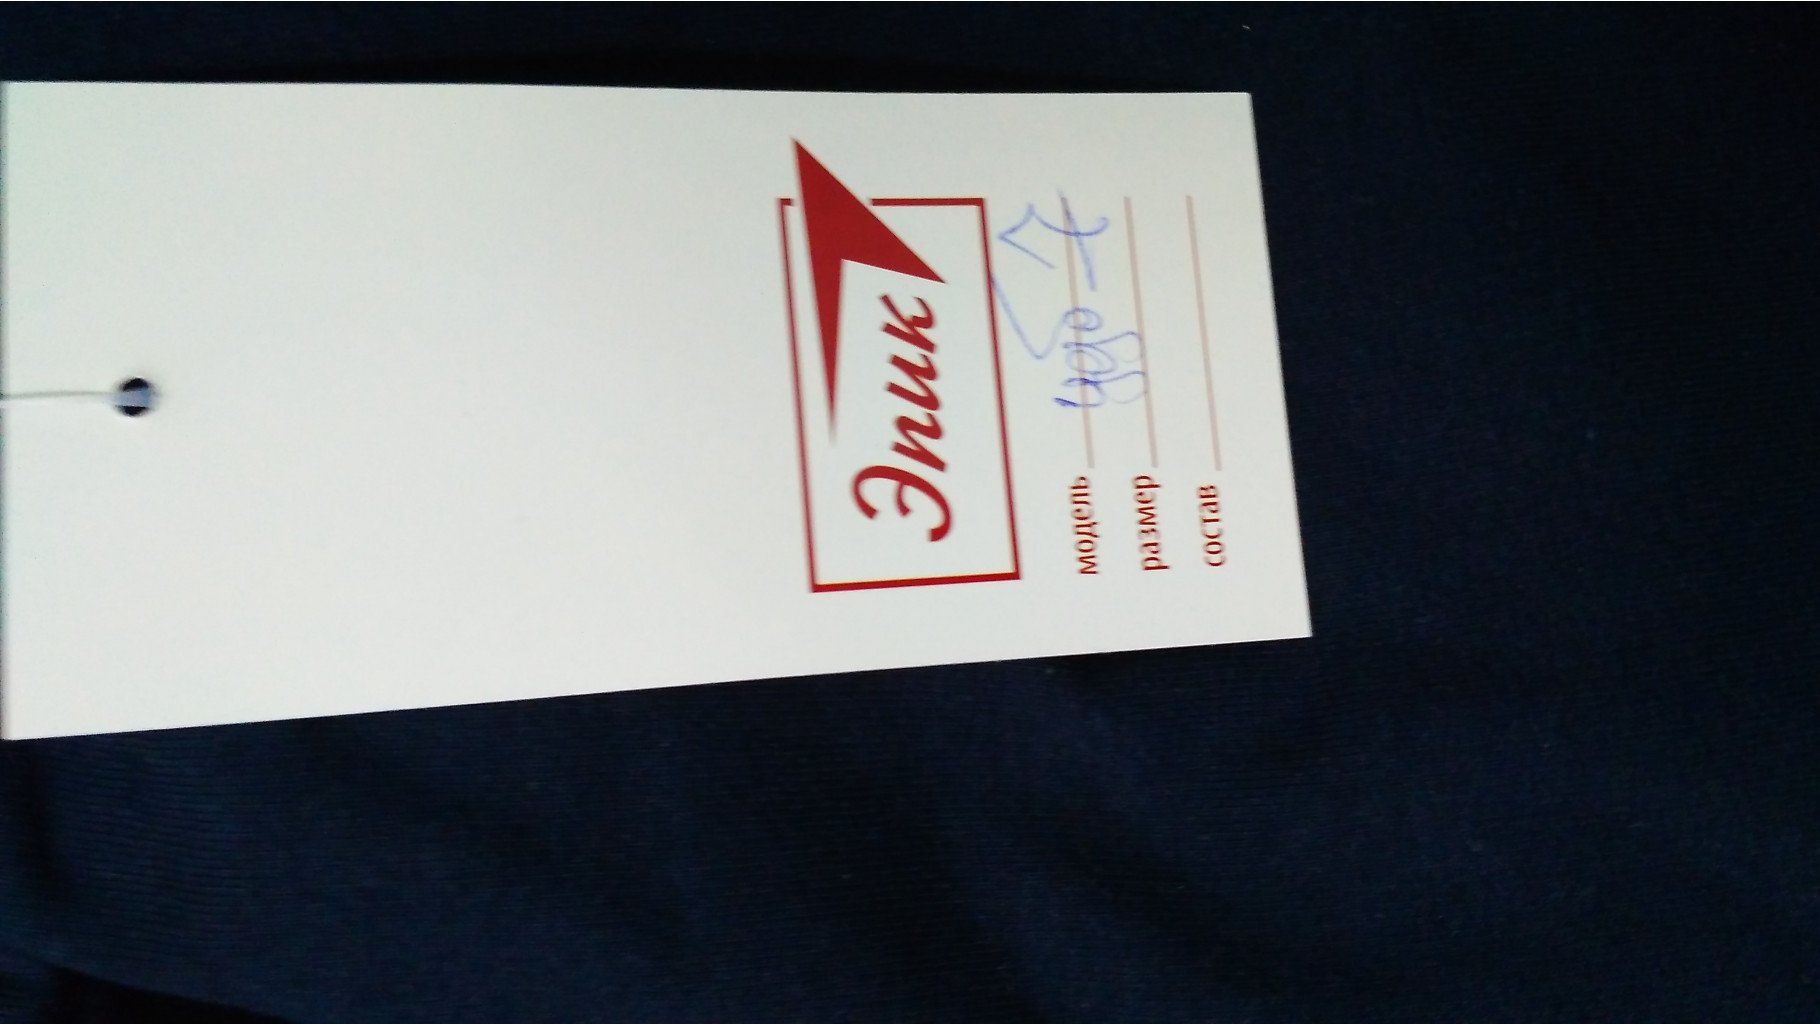 Эпик
модель
размер
состав